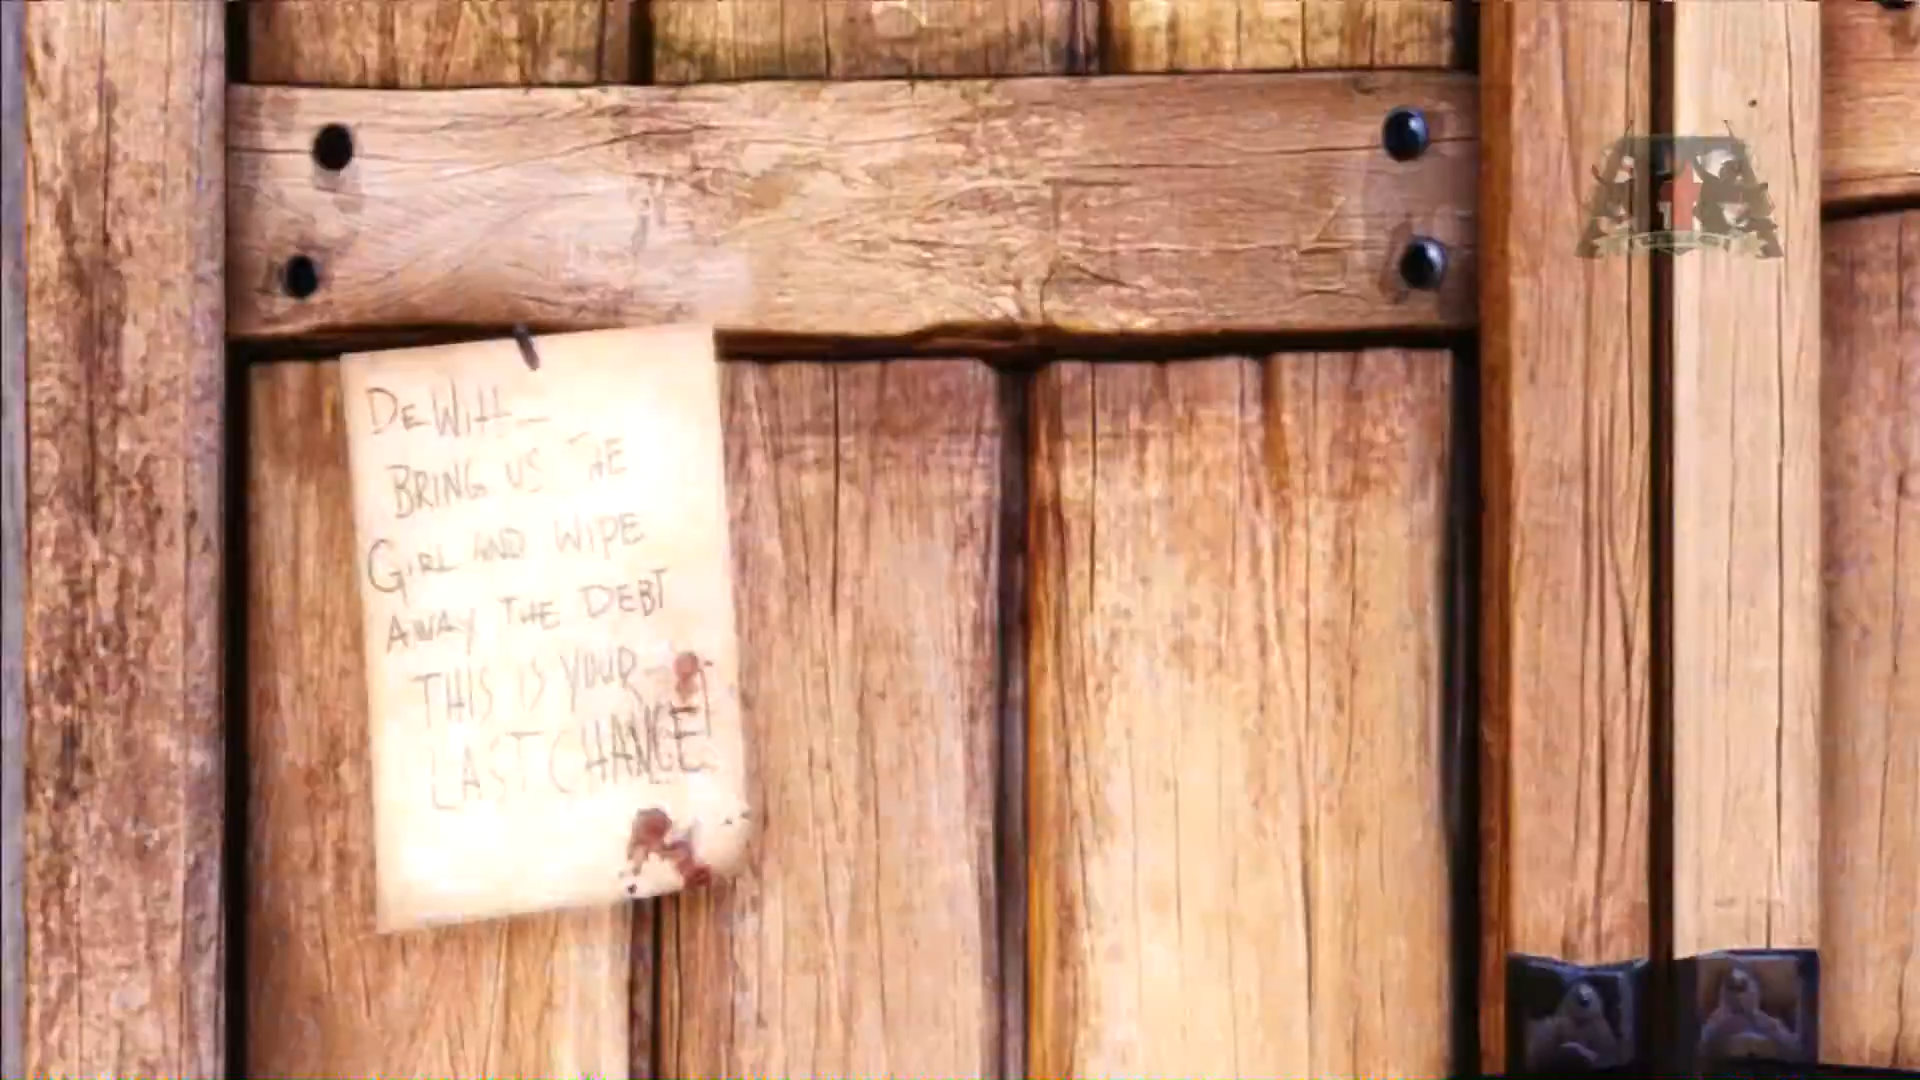 DEWITT—
BRING US THE
GIRL AND WIPE
AWAY THE DEBT
THIS IS YOUR
LAST CHANCE!